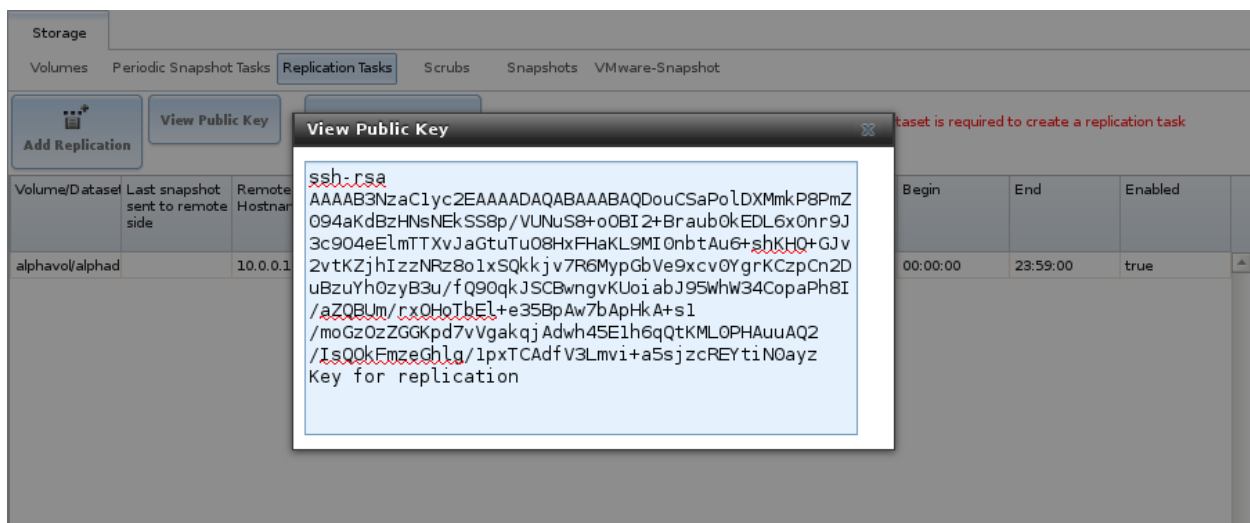 Storage
Volumes Periodic Snapshot Tasks Replication Tasks Scrubs Snapshots VMware-Snapshot
Add Replication
View Public Key
taset is required to create a replication task
View Public Key
ssh-rsa
AAAAB3NzaC1yc2EAAAADAQABAAABAQDouCSaPolDXMmkP8PmZ
094aKdBzHNsNEkSS8p/VUNuS8+oOBI2+Braub0kEDL6x0nr9J
3c9O4eElmTTXvJaGtuTuO8HxFHaKL9MI0nbtAu6+shKHQ+GJv
2vtKZjhIzzNRz8o1xSQkkjv7R6MypGbVe9xcv0YgrKCzpCn2D
uBzuYh0zyB3u/fQ90qkJSCBwngvKUoiabJ95WhW34CopaPh8I
/aZQBUm/rxOHoTbEl+e35BpAw7bApHkA+s1
/moGzOzZGGKpd7vVgakqjAdwh45E1h6qQtKML0PHAuuAQ2
/IsQOkFmzeGhlg/1pxTCAdfV3Lmvi+a5sjzcREYtiN0ayz
Key for replication
Volume/Dataset Last snapshot sent to remote side Remote Hostnar Begin End Enabled
alphavol/alphad 10.0.0.1 00:00:00 23:59:00 true